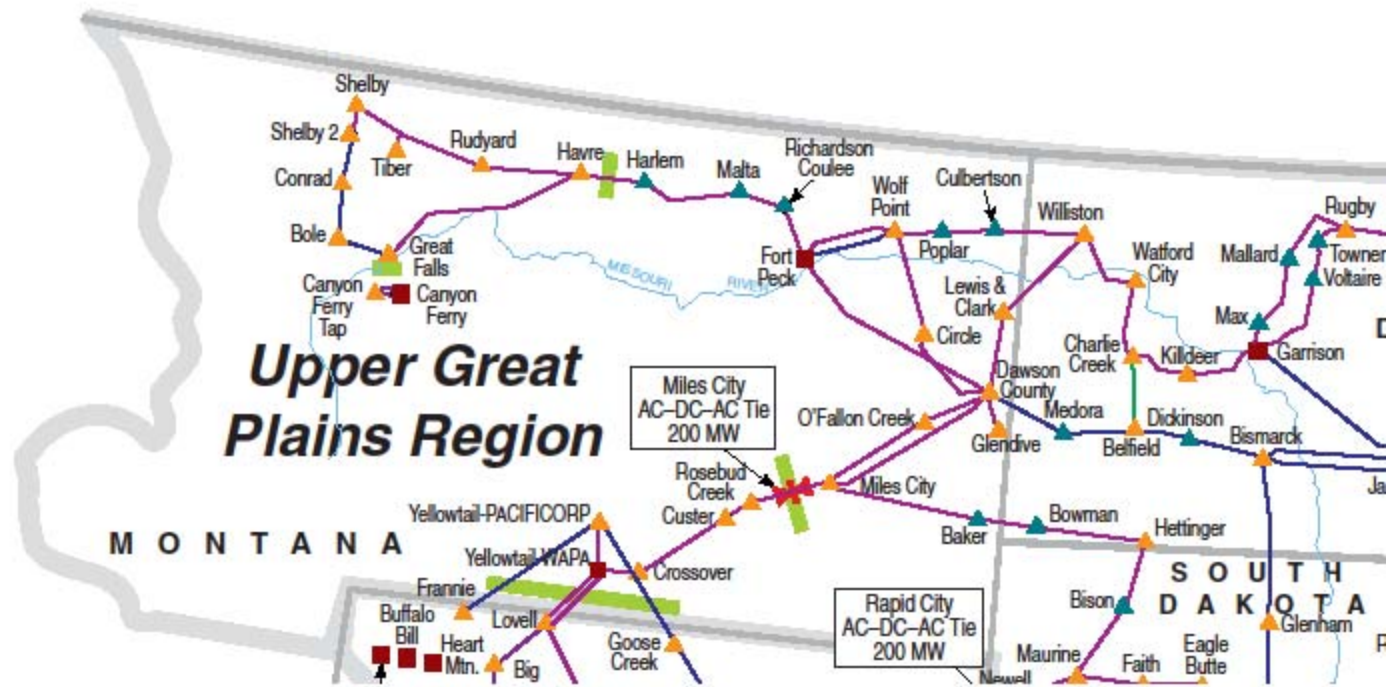 Shelby
Shelby 2
Tiber
Rudyard
Havre
Harlem
Malta
Richardson
Coulee
Conrad
Bole
Great
Falls
Canyon
Ferry
Tap
Canyon
Ferry
MISSOURI
RIVER
Fort
Peck
Wolf
Point
Poplar
Culbertson
Williston
Watford
City
Rugby
Mallard
Towner
Voltaire
Max
Garrison
Lewis &
Clark
Circle
Charlie
Creek
Killdeer
Dawson
County
Upper Great
Plains Region
Miles City
AC–DC–AC Tie
200 MW
O'Fallon Creek
Glendive
Medora
Dickinson
Belfield
Bismarck
Rosebud
Creek
Custer
Miles City
Yellowtail-PACIFICORP
Yellowtail-WAPA
Crossover
Baker
Bowman
Hettinger
MONTANA
Frannie
Buffalo
Bill
Lovell
Heart
Mtn.
Big
Goose
Creek
Rapid City
AC–DC–AC Tie
200 MW
SOUTH
DAKOTA
Bison
Glenham
Maurine
Faith
Eagle
Butte
Newell
Ja
D